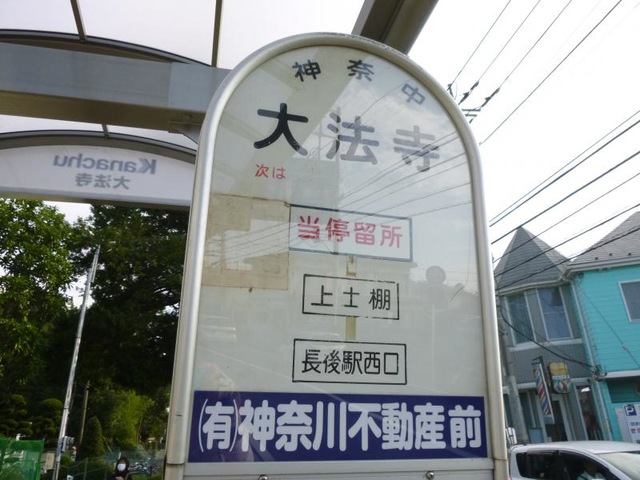 神奈中
大法寺
次は
当停留所
上土棚
長後駅西口
(有)神奈川不動産前
Kanachu
大法寺
P